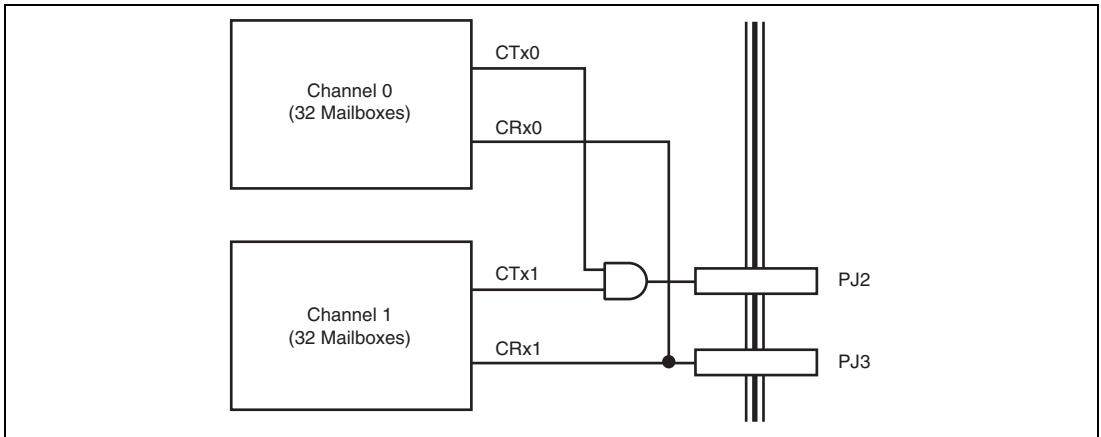 CTx0
Channel 0
(32 Mailboxes)
CRx0
CTx1
PJ2
Channel 1
(32 Mailboxes)
CRx1
PJ3